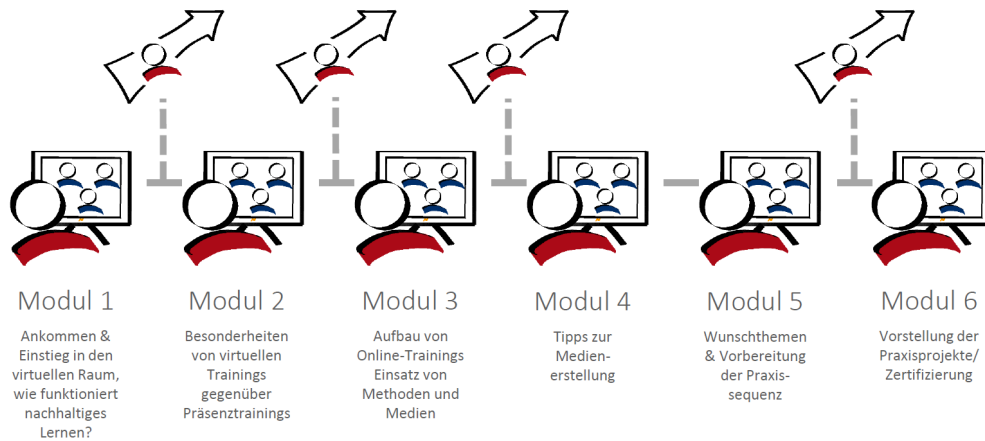 Modul 1
Ankommen &
Einstieg in den
virtuellen Raum,
wie funktioniert
nachhaltiges
Lernen?
Modul 2
Besonderheiten
von virtuellen
Trainings
gegenüber
Präsenztrainings
Modul 3
Aufbau von
Online-Trainings
Einsatz von
Methoden und
Medien
Modul 4
Tipps zur
Medien-
erstellung
Modul 5
Wunschthemen
& Vorbereitung
der Praxis-
sequenz
Modul 6
Vorstellung der
Praxisprojekte/
Zertifizierung